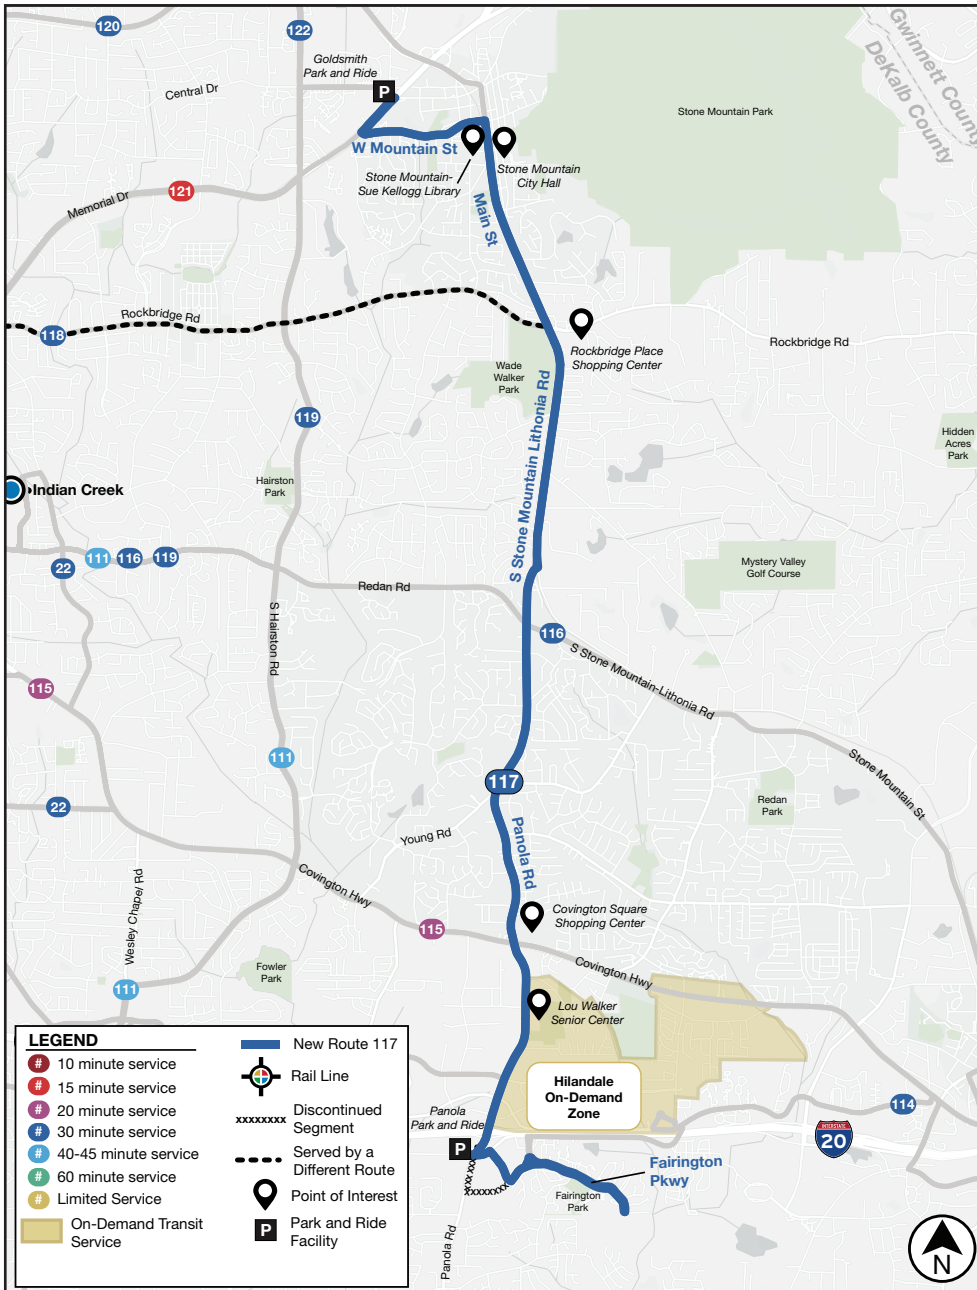 120
122
Goldsmith
Park and Ride
P
Central Dr
Gwinnett County
DeKalb County
Stone Mountain Park
W Mountain St
Stone Mountain-
Sue Kellogg Library
Stone Mountain
City Hall
121
Memorial Dr
Main St
Rockbridge Rd
118
Rockbridge Place
Shopping Center
Rockbridge Rd
Wade
Walker
Park
S Stone Mountain Lithonia Rd
119
Hidden
Acres
Park
Hairston
Park
Indian Creek
22
111
116
119
Redan Rd
Mystery Valley
Golf Course
S Hairston Rd
116
S Stone Mountain-Lithonia Rd
115
Stone Mountain St
111
117
22
Redan
Park
Young Rd
Panola Rd
Covington Hwy
Wesley Chapel Rd
115
Covington Square
Shopping Center
Covington Hwy
Fowler
Park
111
Lou Walker
Senior Center
Hilandale
On-Demand
Zone
114
INTERSTATE
20
Panola
Park and Ride
P
Fairington
Pkwy
Fairington
Park
Panola Rd
N
LEGEND
# 10 minute service
# 15 minute service
# 20 minute service
# 30 minute service
# 40-45 minute service
# 60 minute service
# Limited Service
On-Demand Transit
Service
New Route 117
Rail Line
xxxxxxx Discontinued
Segment
Served by a
Different Route
Point of Interest
P Park and Ride
Facility